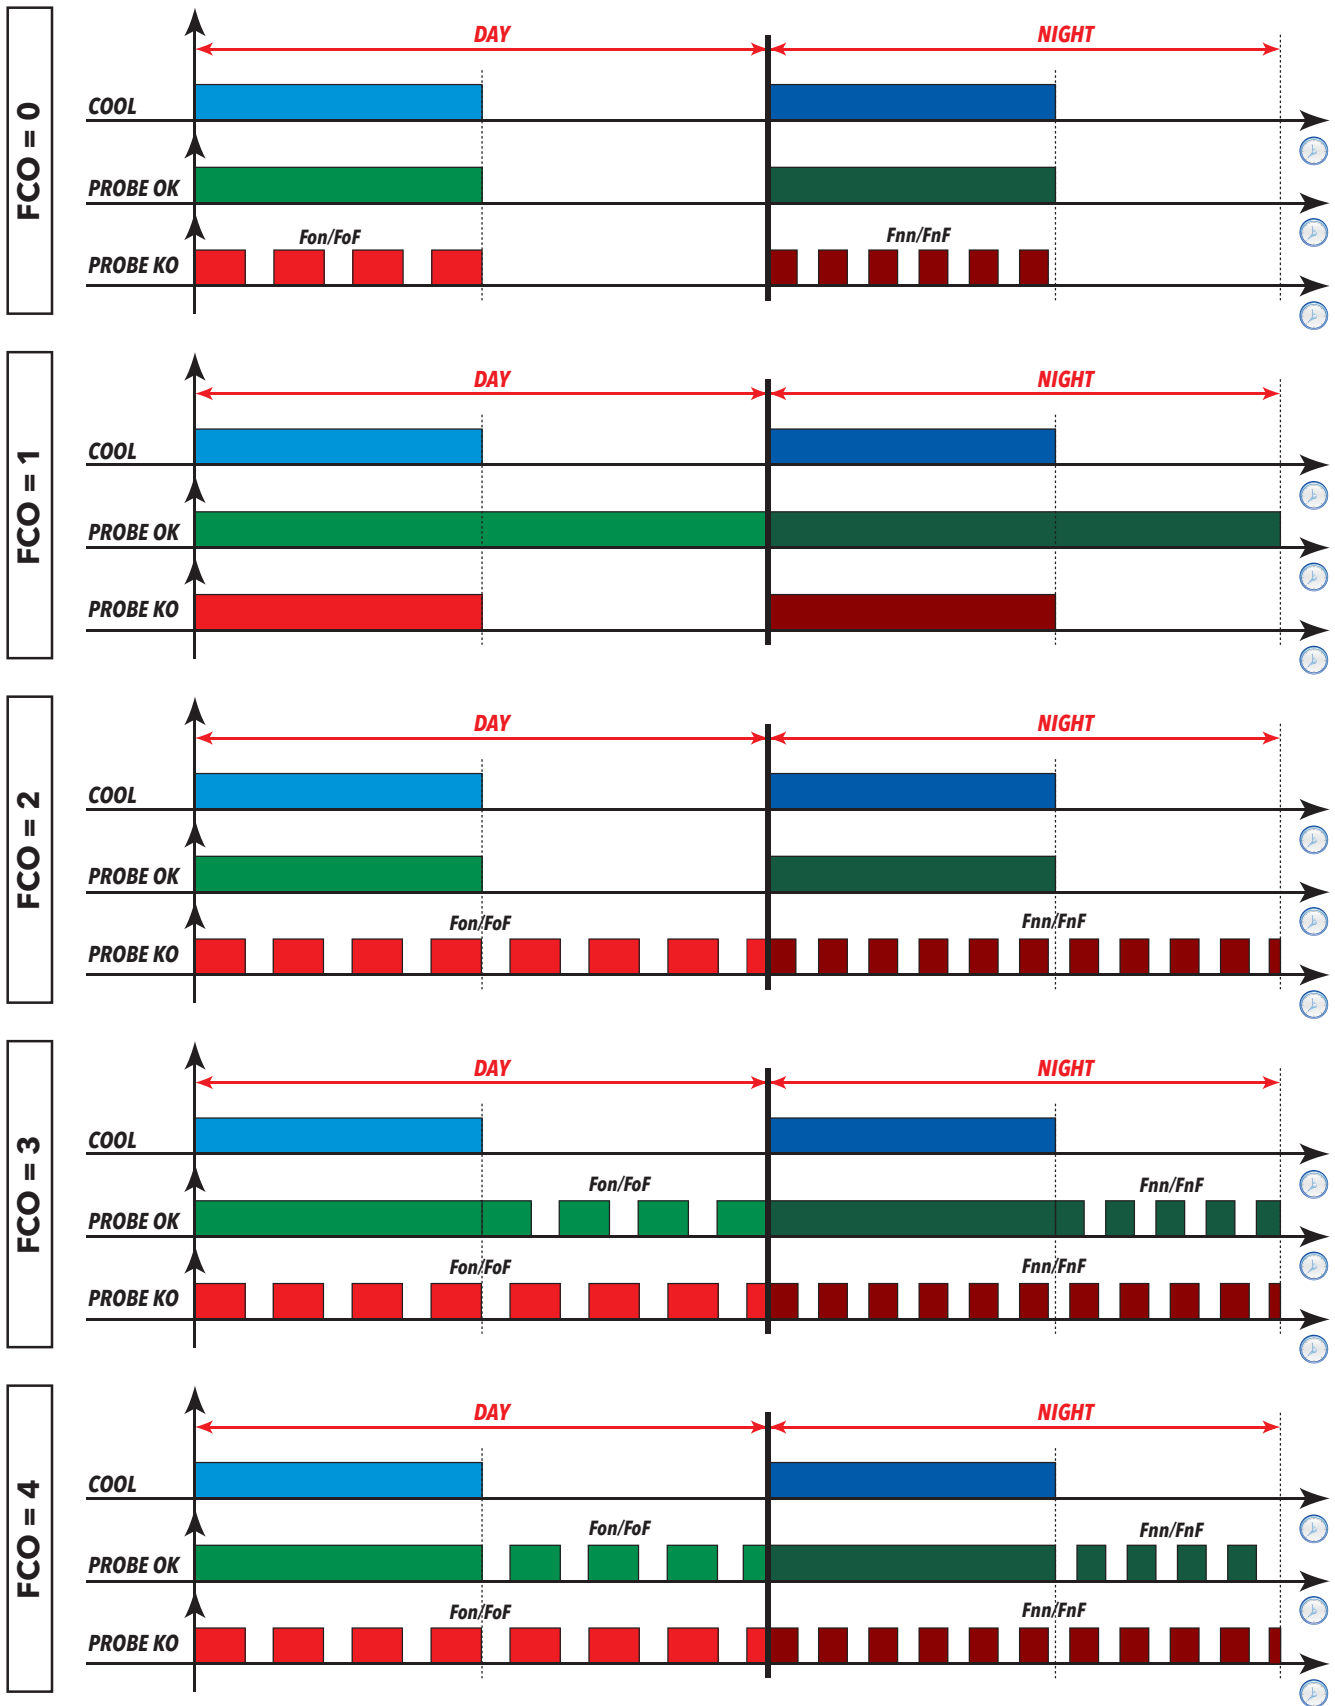 FCO = 0
DAY
NIGHT
COOL
PROBE OK
Fon/FoF
Fnn/FnF
PROBE KO
FCO = 1
DAY
NIGHT
COOL
PROBE OK
PROBE KO
FCO = 2
DAY
NIGHT
COOL
PROBE OK
Fon/FoF
Fnn/FnF
PROBE KO
FCO = 3
DAY
NIGHT
COOL
Fon/FoF
Fnn/FnF
PROBE OK
Fon/FoF
Fnn/FnF
PROBE KO
FCO = 4
DAY
NIGHT
COOL
Fon/FoF
Fnn/FnF
PROBE OK
Fon/FoF
Fnn/FnF
PROBE KO